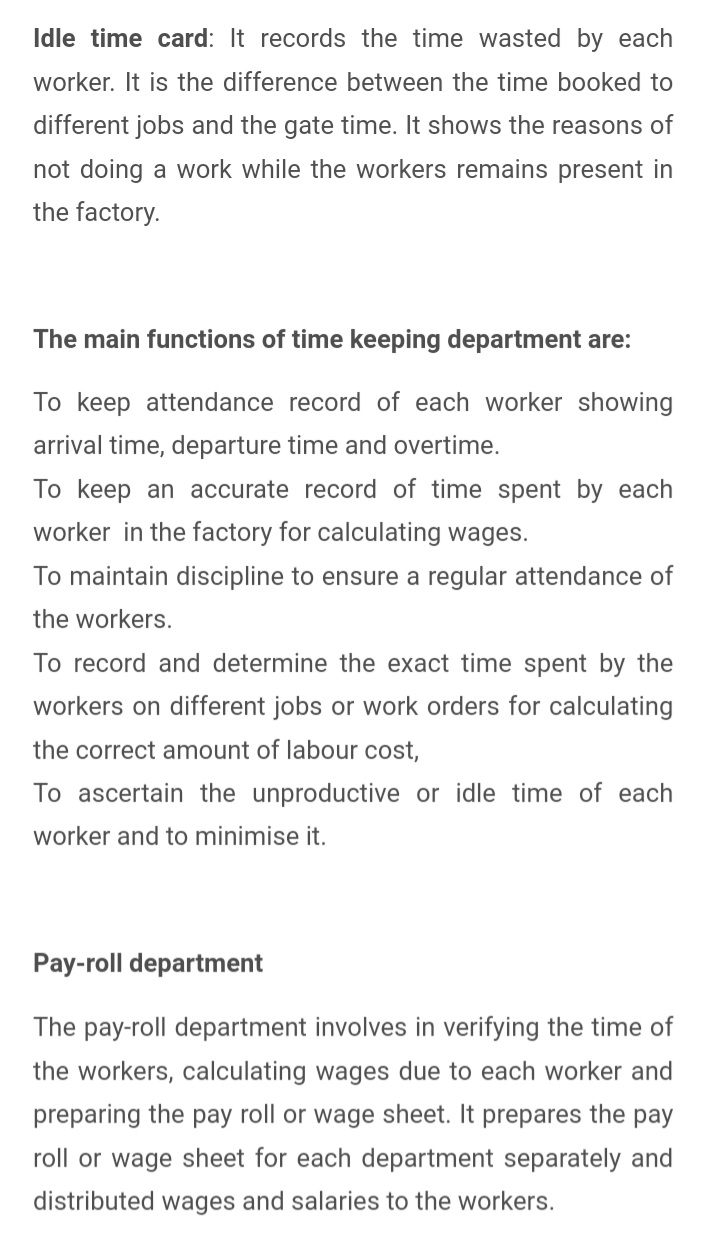 Idle time card: It records the time wasted by each
worker. It is the difference between the time booked to
different jobs and the gate time. It shows the reasons of
not doing a work while the workers remains present in
the factory.
The main functions of time keeping department are:
To keep attendance record of each worker showing
arrival time, departure time and overtime.
To keep an accurate record of time spent by each
worker  in the factory for calculating wages.
To maintain discipline to ensure a regular attendance of
the workers.
To record and determine the exact time spent by the
workers on different jobs or work orders for calculating
the correct amount of labour cost,
To ascertain the unproductive or idle time of each
worker and to minimise it.
Pay-roll department
The pay-roll department involves in verifying the time of
the workers, calculating wages due to each worker and
preparing the pay roll or wage sheet. It prepares the pay
roll or wage sheet for each department separately and
distributed wages and salaries to the workers.